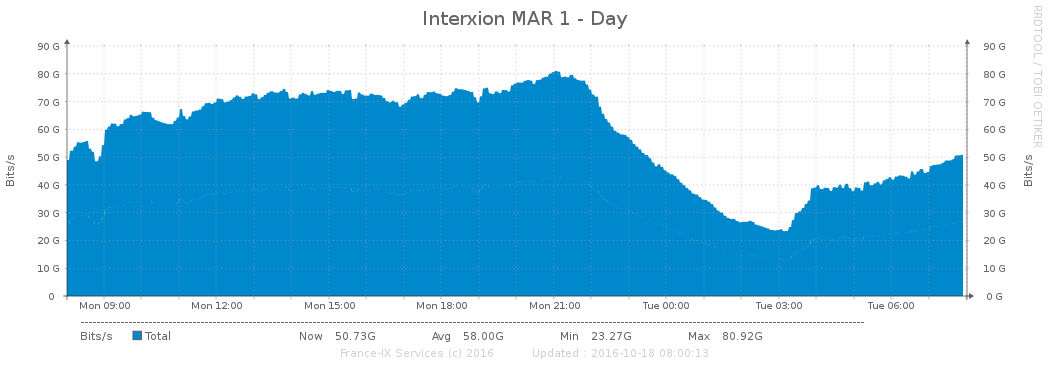 Interxion MAR 1 - Day
RRDTOOL / TOBI OETIKER
Bits/s
90 G
80 G
70 G
60 G
50 G
40 G
30 G
20 G
10 G
0
90 G
80 G
70 G
60 G
50 G
40 G
30 G
20 G
10 G
0 G
Bits/s
Mon 09:00 Mon 12:00 Mon 15:00 Mon 18:00 Mon 21:00 Tue 00:00 Tue 03:00 Tue 06:00
Bits/s Total Now 50.73G Avg 58.00G Min 23.27G Max 80.92G
France-IX Services (c) 2016 Updated : 2016-10-18 08:00:13